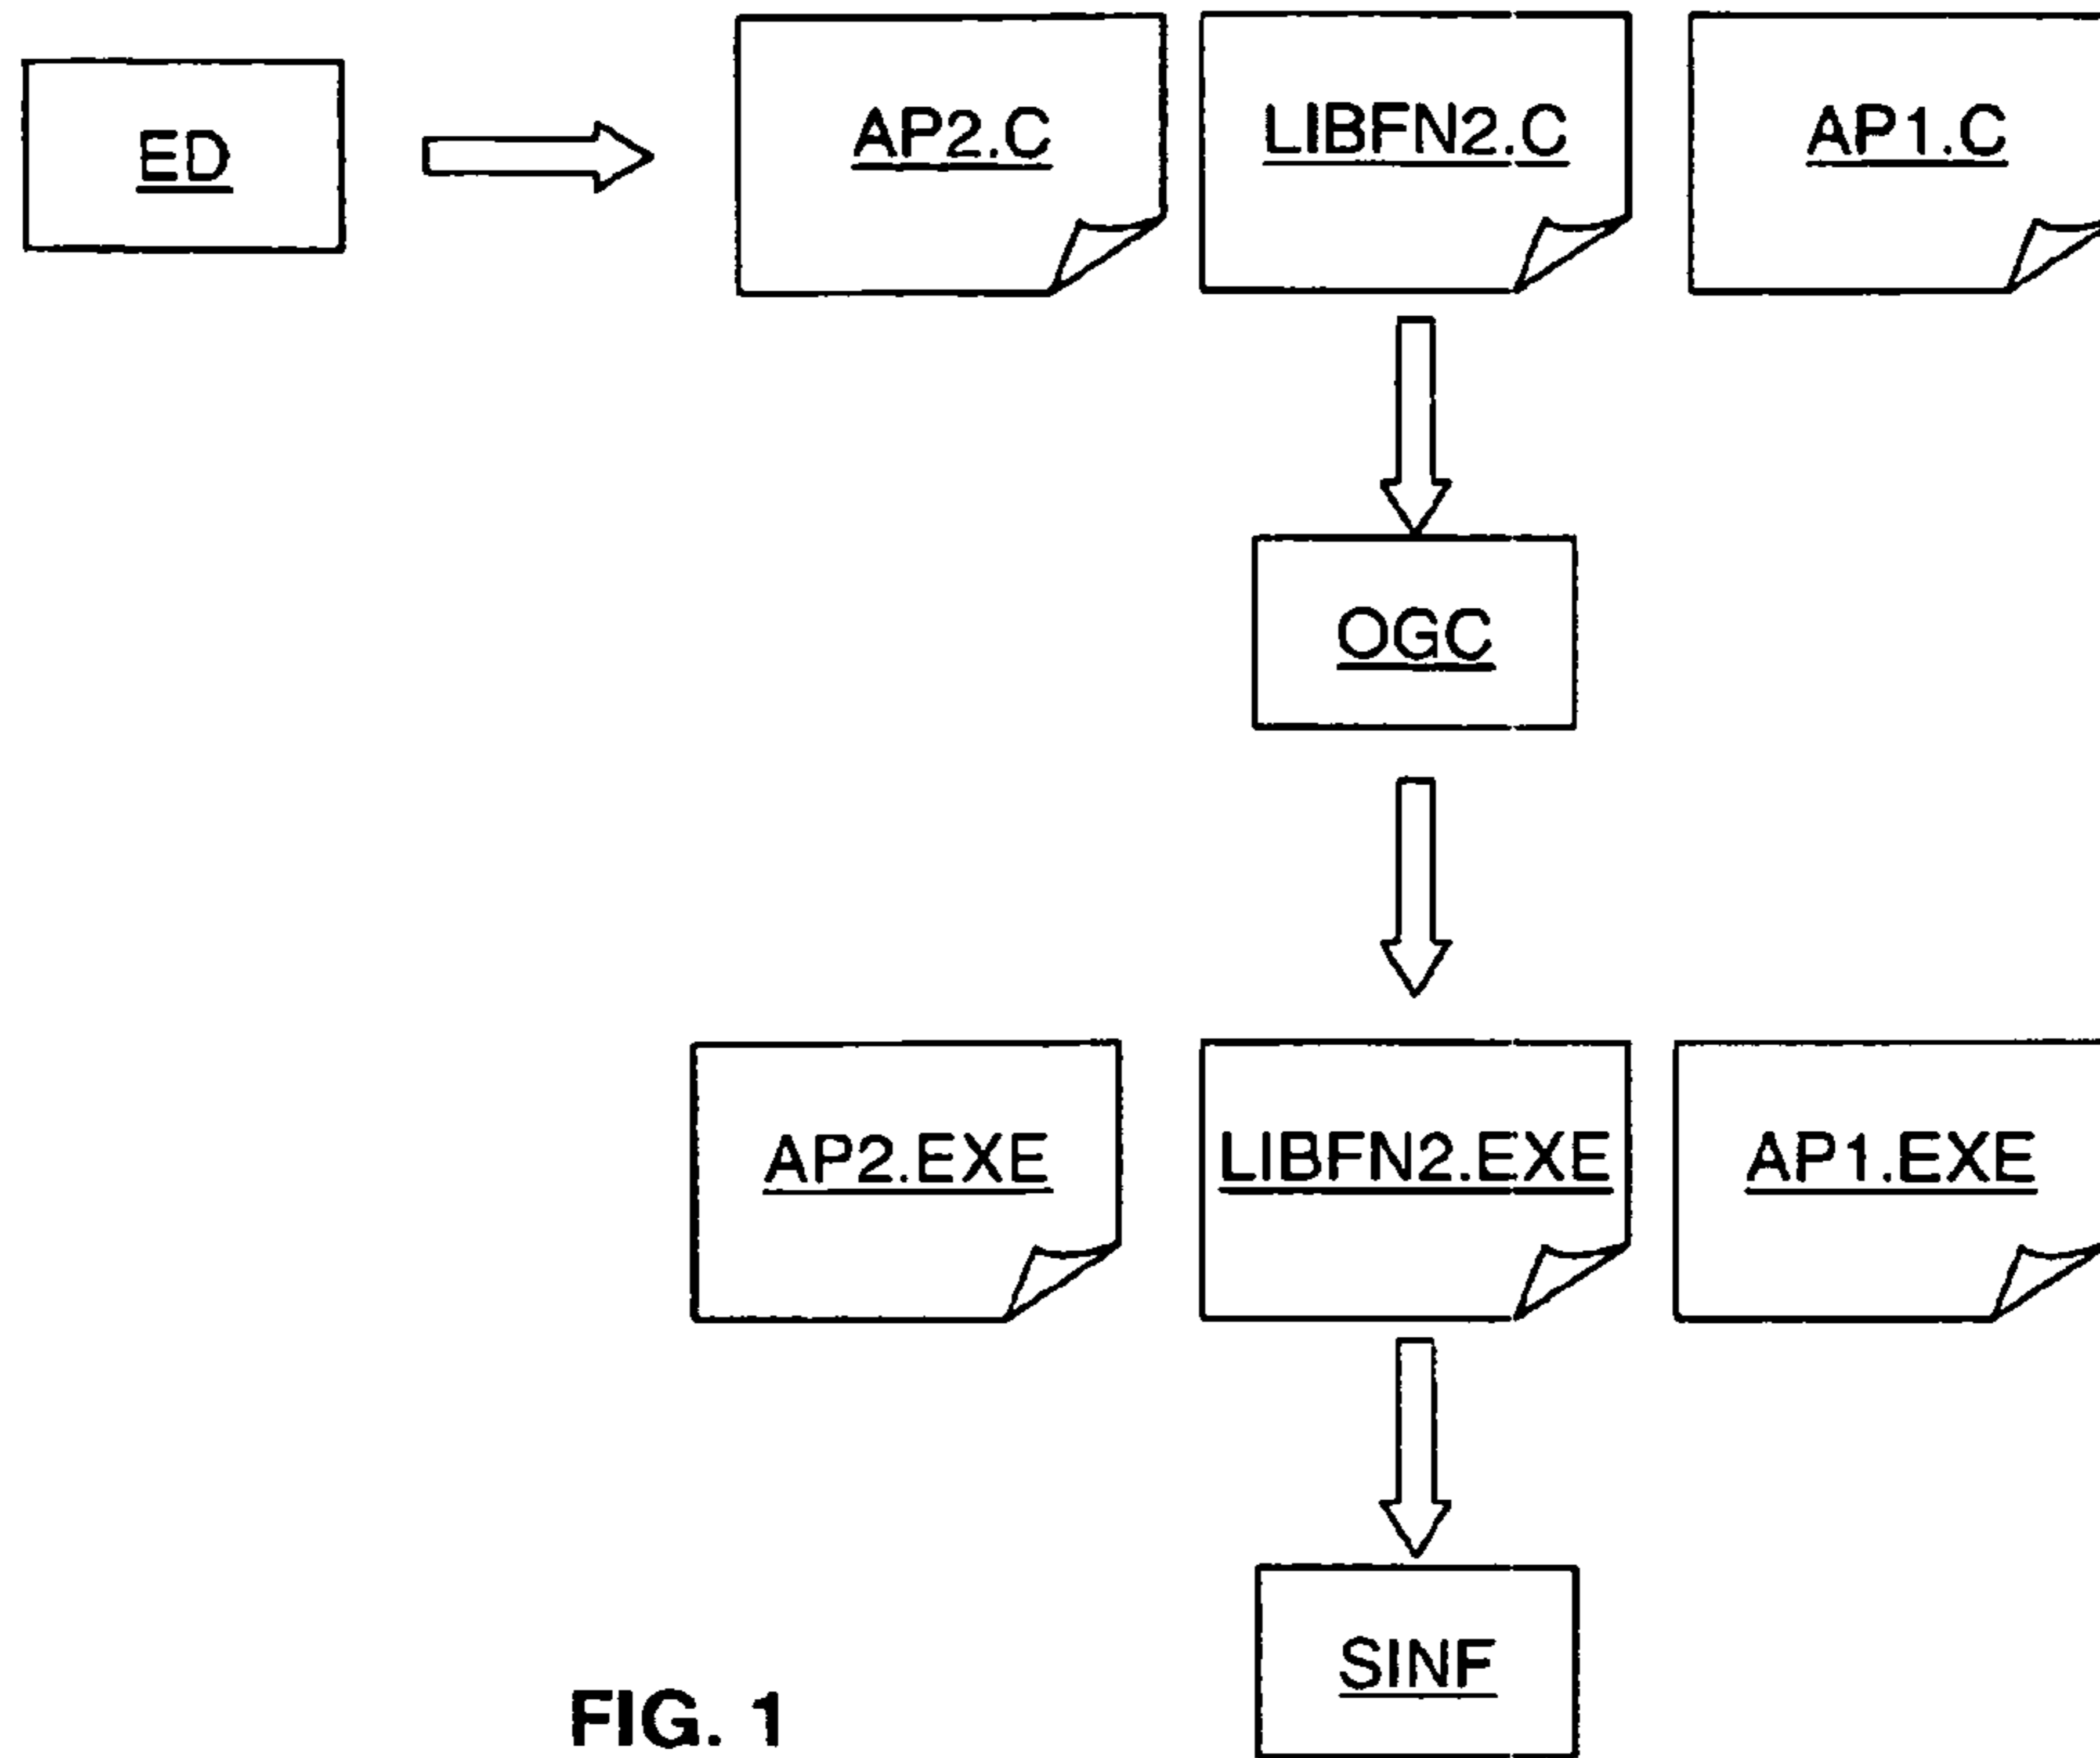 ED
AP2.C
LIBFN2.C
AP1.C
OGC
AP2.EXE
LIBFN2.EXE
AP1.EXE
SINF
FIG. 1